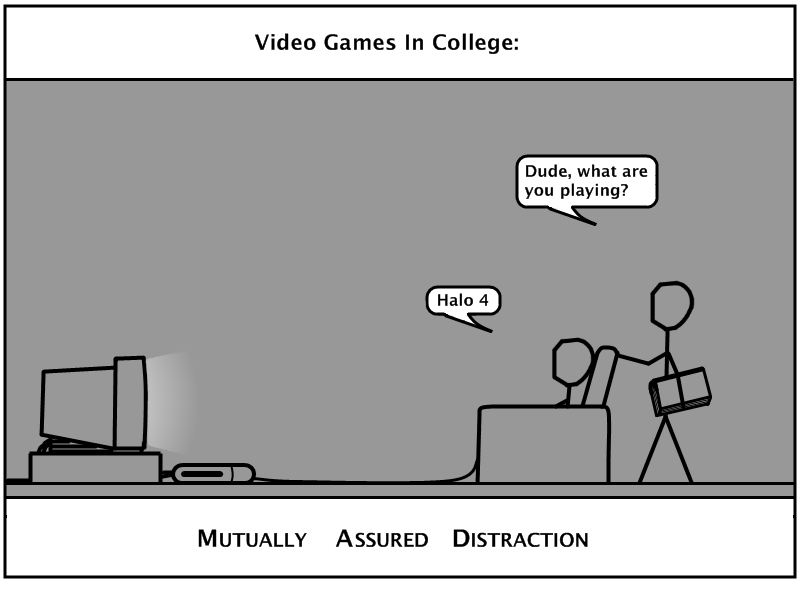 Video Games In College:
Dude, what are
you playing?
Halo 4
Mutually Assured Distraction